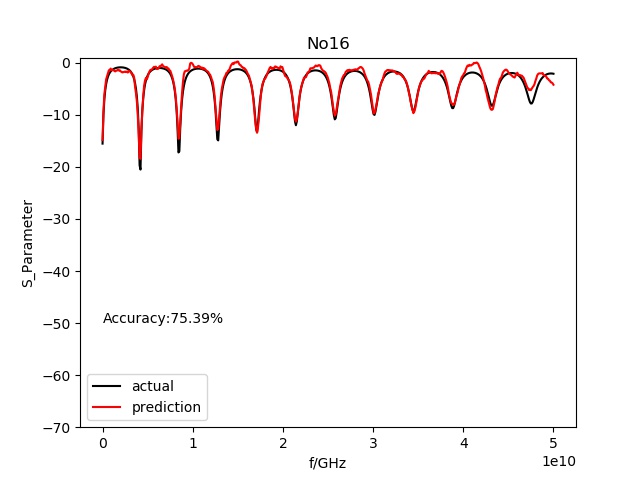 No16
0
−10
−20
−30
−40
−50
−60
−70
S_Parameter
Accuracy:75.39%
actual
prediction
0 1 2 3 4 5
1e10
f/GHz